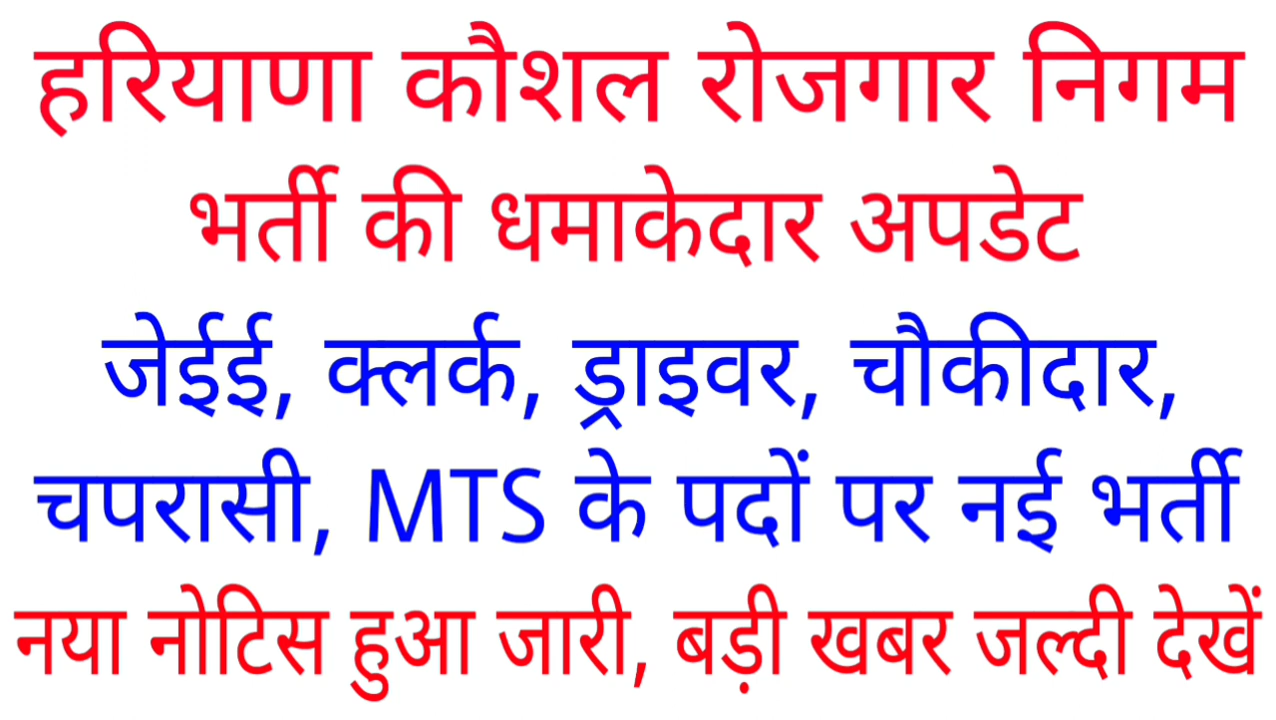 हरियाणा कौशल रोजगार निगम
भर्ती की धमाकेदार अपडेट
जेईई, क्लर्क, ड्राइवर, चौकीदार,
चपरासी, MTS के पदों पर नई भर्ती
नया नोटिस हुआ जारी, बड़ी खबर जल्दी देखें